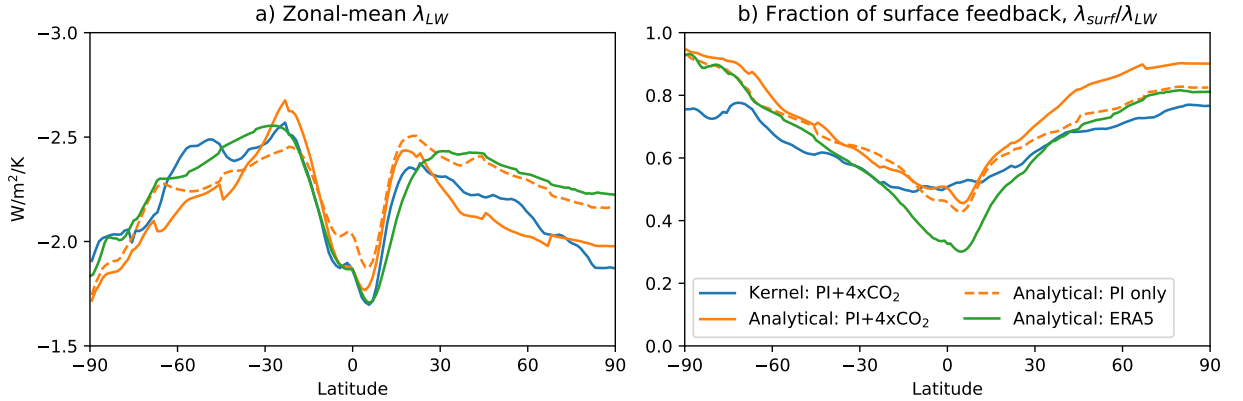 a) Zonal-mean λ_LW
−3.0
−2.5
−2.0
−1.5
W/m²/K
−90
−60
−30
0
30
60
90
Latitude
b) Fraction of surface feedback, λ_surf/λ_LW
1.0
0.8
0.6
0.4
0.2
0.0
Kernel: PI+4xCO₂
Analytical: PI+4xCO₂
Analytical: PI only
Analytical: ERA5
−90
−60
−30
0
30
60
90
Latitude